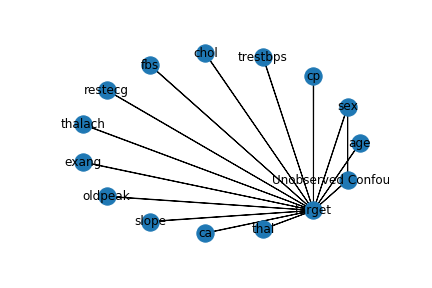 chol
trestbps
fbs
cp
restecg
sex
thalach
age
exang
Unobserved Confou
oldpeak
target
slope
thal
ca